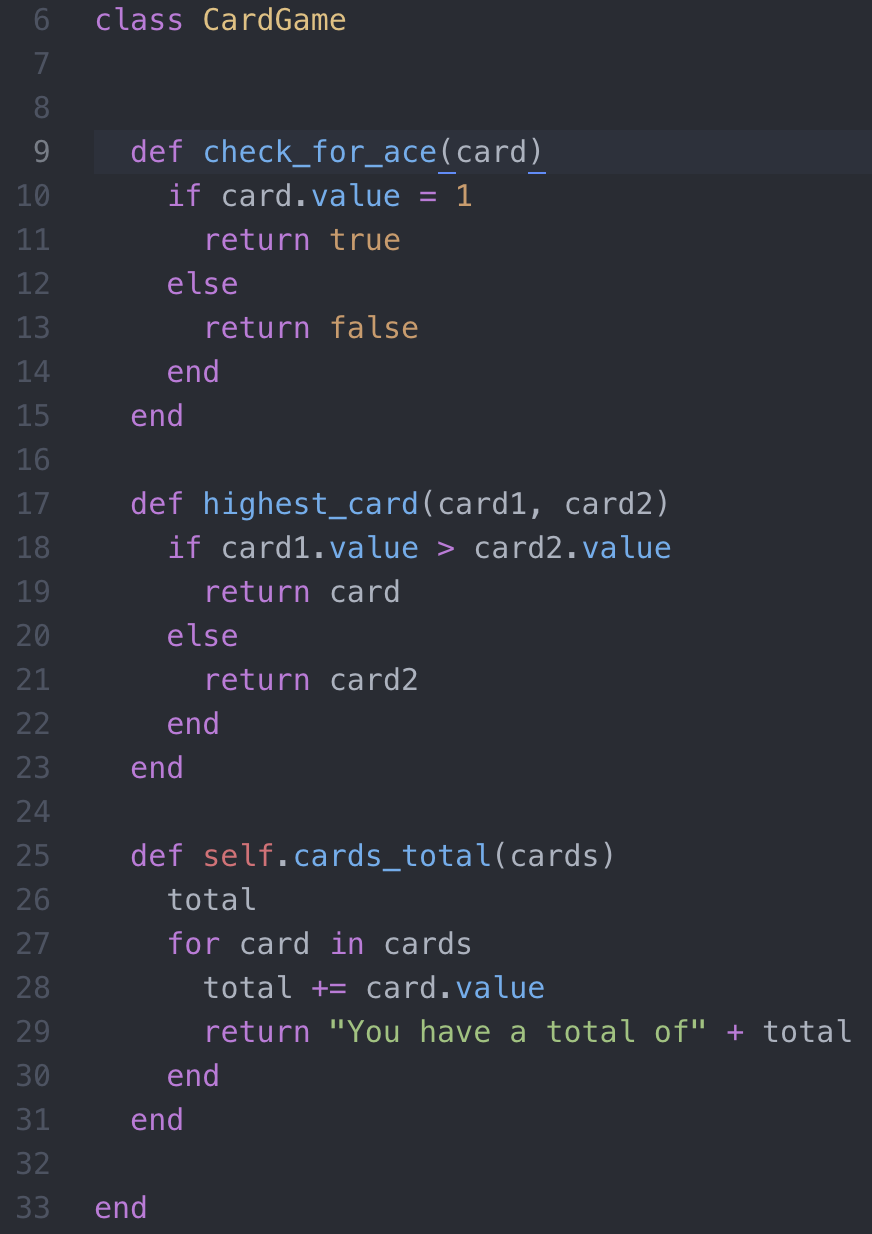 6 class CardGame
7
8
9 def check_for_ace(card)
10 if card.value = 1
11 return true
12 else
13 return false
14 end
15 end
16
17 def highest_card(card1, card2)
18 if card1.value > card2.value
19 return card
20 else
21 return card2
22 end
23 end
24
25 def self.cards_total(cards)
26 total
27 for card in cards
28 total += card.value
29 return "You have a total of" + total
30 end
31 end
32
33 end